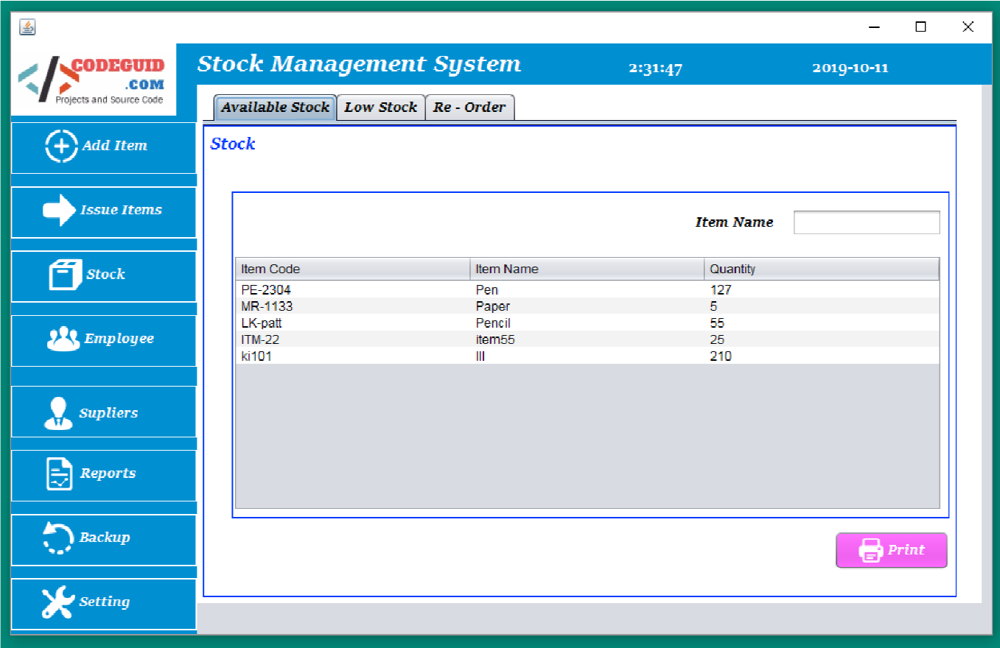 CODEGUID
.COM
Projects and Source Code
Stock Management System 2:31:47 2019-10-11
Available Stock Low Stock Re - Order
Add Item
Issue Items
Stock
Employee
Supliers
Reports
Backup
Setting
Stock
Item Name
Item Code Item Name Quantity
PE-2304 Pen 127
MR-1133 Paper 5
LK-patt Pencil 55
ITM-22 item55 25
ki101 lll 210
Print